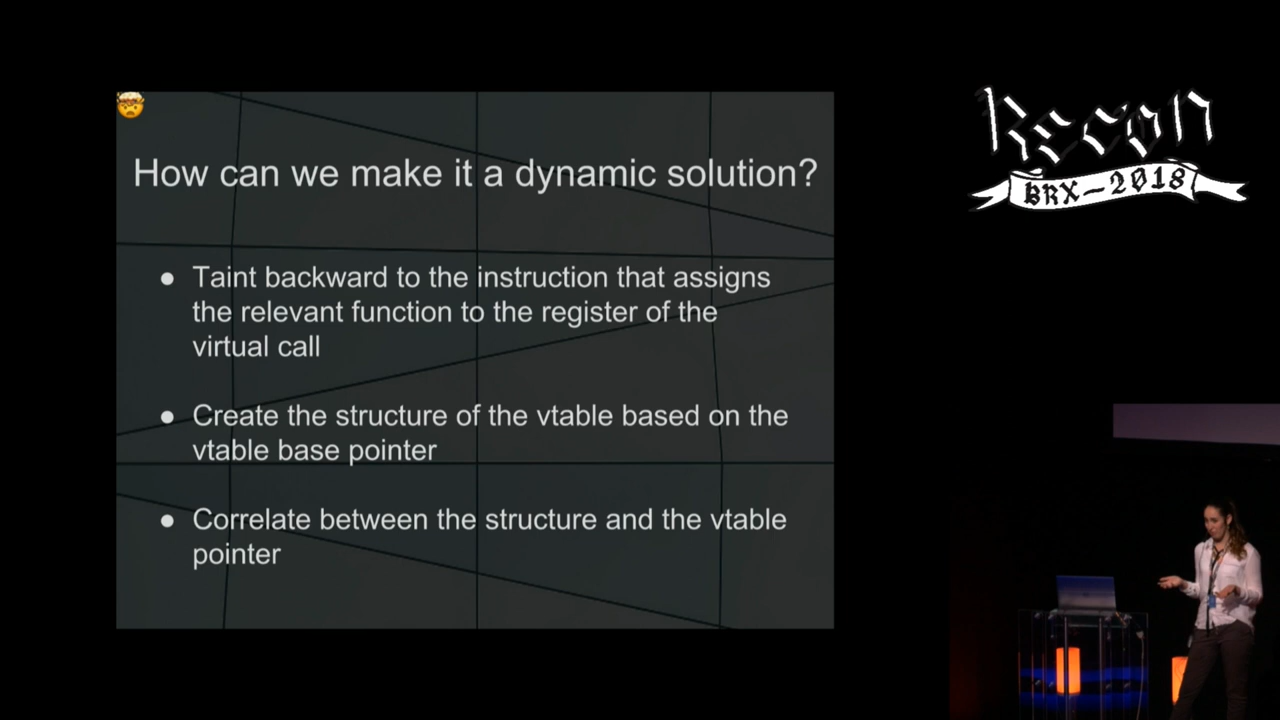 How can we make it a dynamic solution?
● Taint backward to the instruction that assigns
the relevant function to the register of the
virtual call
● Create the structure of the vtable based on the
vtable base pointer
● Correlate between the structure and the vtable
pointer
Recon
BRX-2018